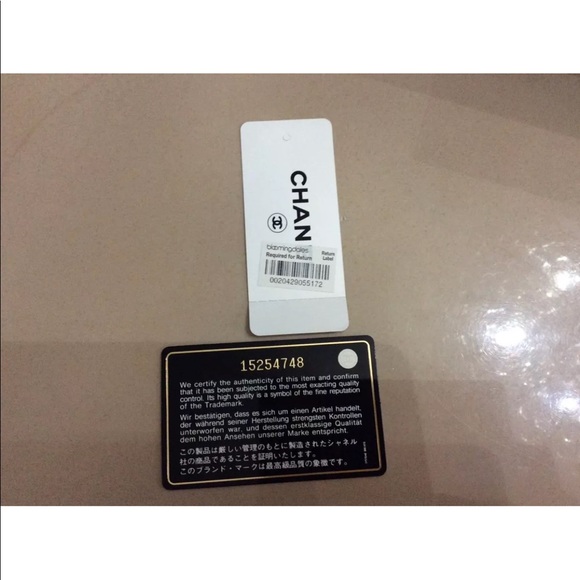 CHAN
bloomingdales
Return
Required for Return
Label
0020429055172
15254748
We certify the authenticity of this item and confirm
that it has been subjected to the most exacting quality
control. Its high quality is a symbol of the fine reputation
of the Trademark.
Wir bestätigen, dass es sich um einen Artikel handelt,
der während seiner Herstellung strengsten Kontrollen
unterworfen war, und dessen erstklassige Qualität
dem hohen Ansehen unserer Marke entspricht.
この製品は厳しい管理のもとに製造されたシャネル
社の商品であることを証明いたします。
このブランド・マークは最高級品質の象徴です。